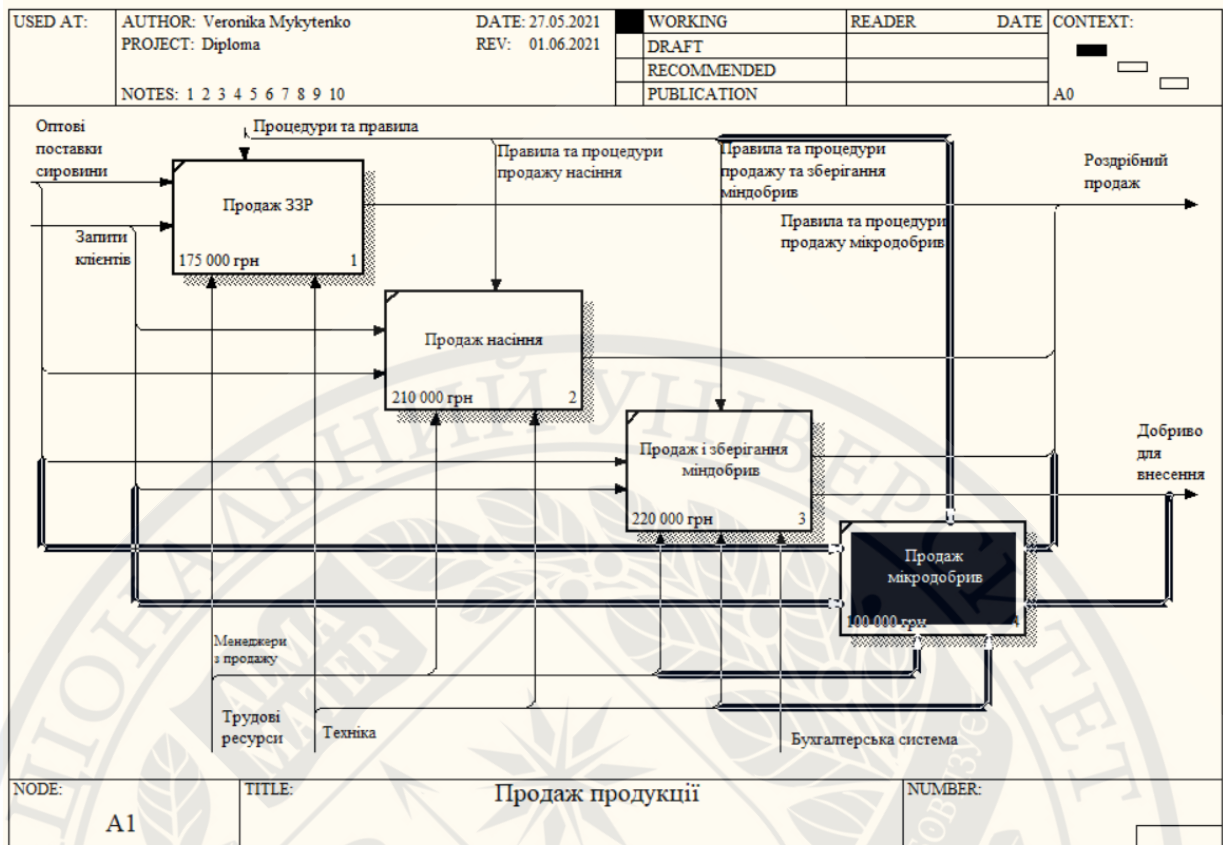 USED AT:
AUTHOR: Veronika Mykytenko
DATE: 27.05.2021
PROJECT: Diploma
REV: 01.06.2021
NOTES: 1 2 3 4 5 6 7 8 9 10
WORKING
DRAFT
RECOMMENDED
PUBLICATION
READER
DATE
CONTEXT:
A0
Оптові
поставки
сировини
Процедури та правила
Правила та процедури
продажу насіння
Правила та процедури
продажу та зберігання
міндобрив
Роздрібний
продаж
Продаж ЗЗР
175 000 грн
1
Правила та процедури
продажу мікродобрив
Запити
клієнтів
Продаж насіння
210 000 грн
2
Продаж і зберігання
міндобрив
220 000 грн
3
Добриво
для
внесення
Продаж
мікродобрив
100 000 грн
4
Менеджери
з продажу
Трудові
ресурси
Техніка
Бухгалтерська система
NODE:
A1
TITLE:
Продаж продукції
NUMBER:
ЦІОНАЛЬНИЙ УНІВЕРСИТЕТ
ALMA
MATER